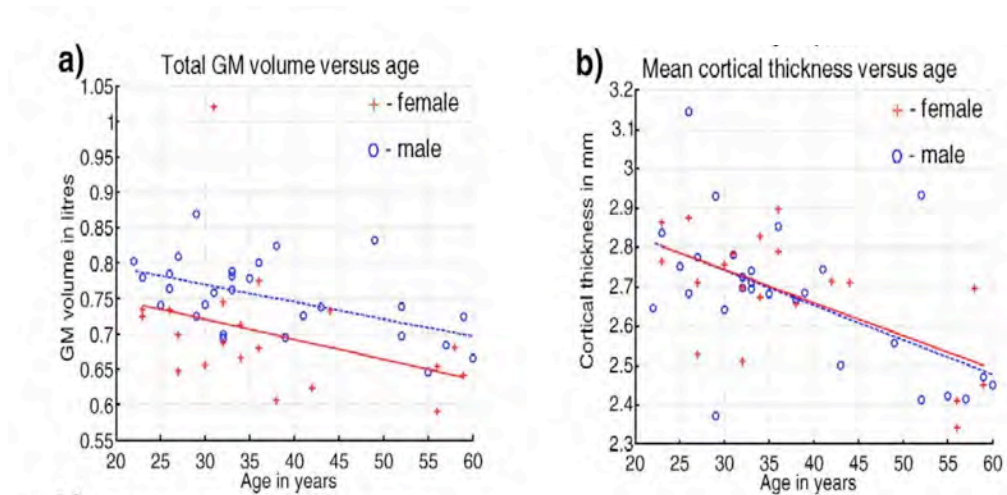 a)
Total GM volume versus age
+ - female
o - male
GM volume in litres
1.05
1
0.95
0.9
0.85
0.8
0.75
0.7
0.65
0.6
0.55
20 25 30 35 40 45 50 55 60
Age in years
b)
Mean cortical thickness versus age
+ - female
o - male
Cortical thickness in mm
3.2
3.1
3
2.9
2.8
2.7
2.6
2.5
2.4
2.3
20 25 30 35 40 45 50 55 60
Age in years